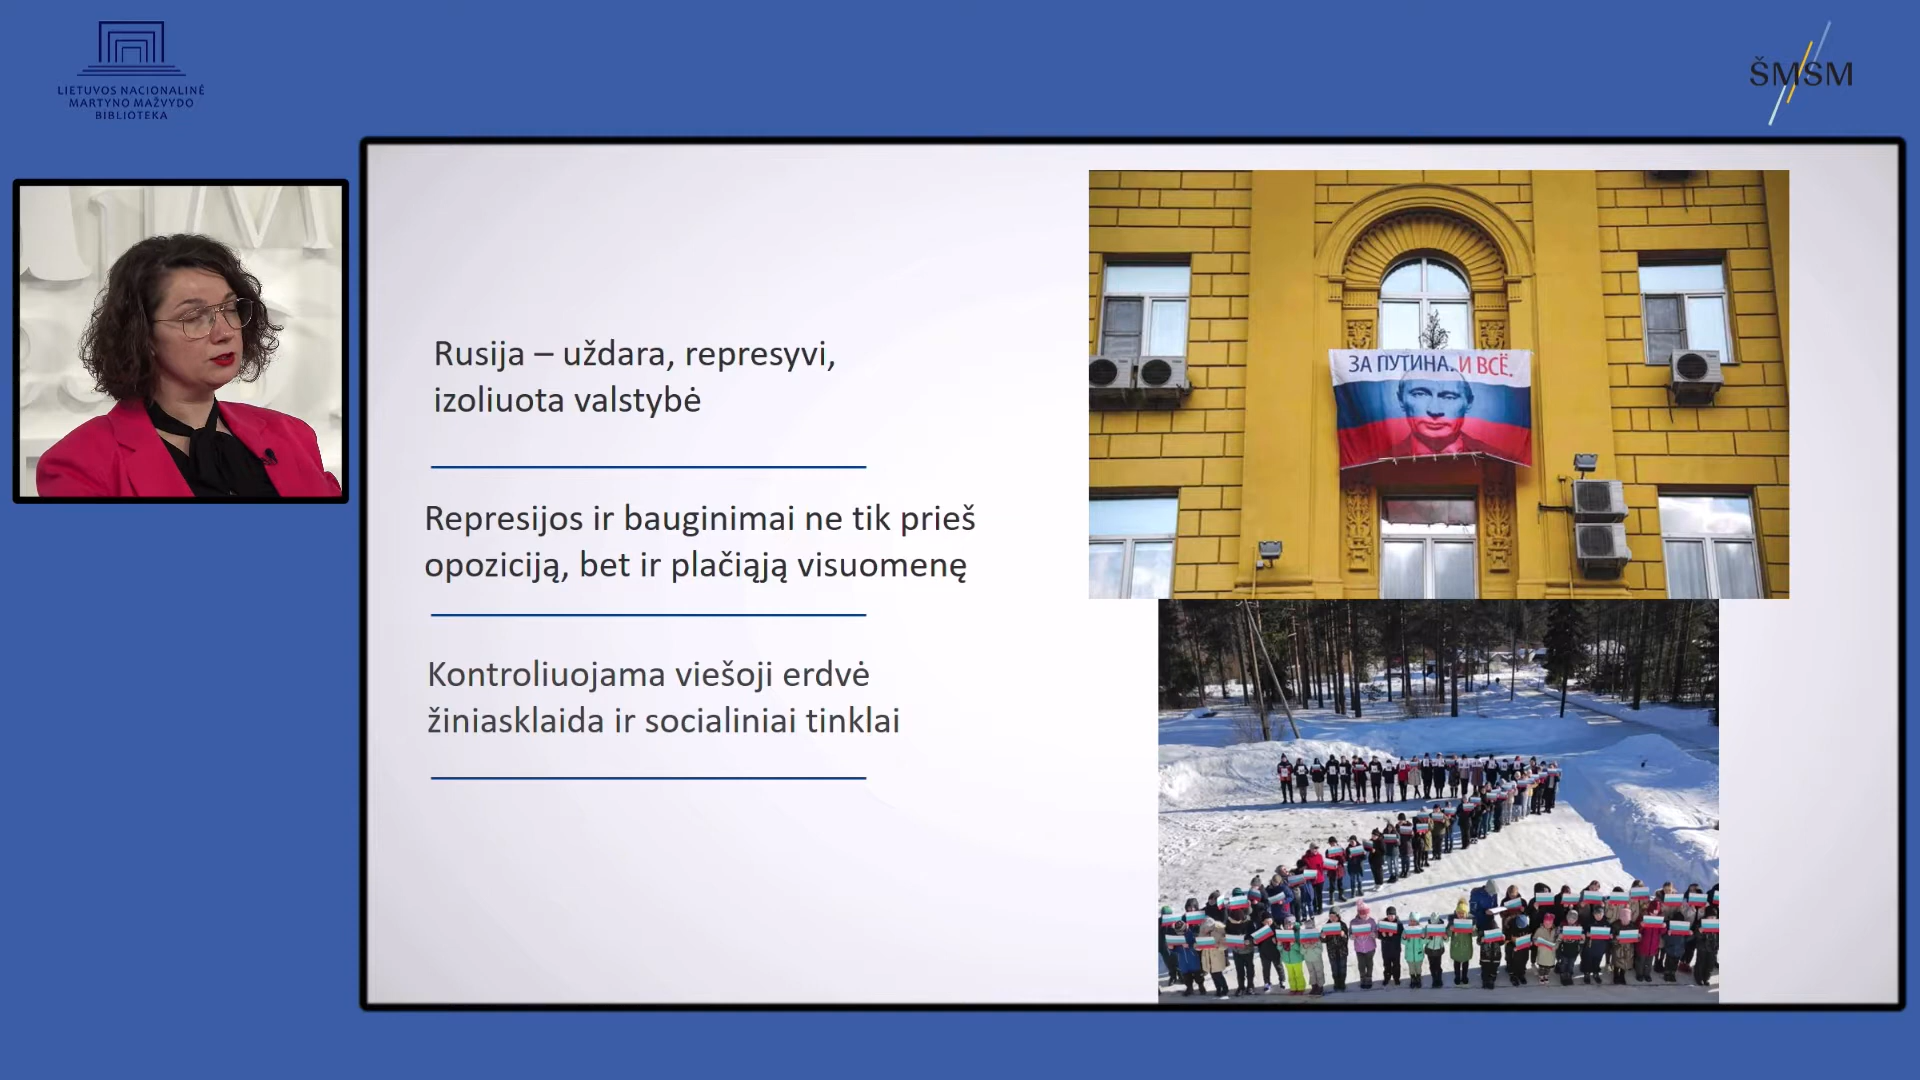 LIETUVOS NACIONALINĖ
MARTYNO MAŽVYDO
BIBLIOTEKA
ŠMSM
Rusija – uždara, represyvi,
izoliuota valstybė
Represijos ir bauginimai ne tik prieš
opoziciją, bet ir plačiąją visuomenę
Kontroliuojama viešoji erdvė
žiniasklaida ir socialiniai tinklai
ЗА ПУТИНА. И ВСЁ.